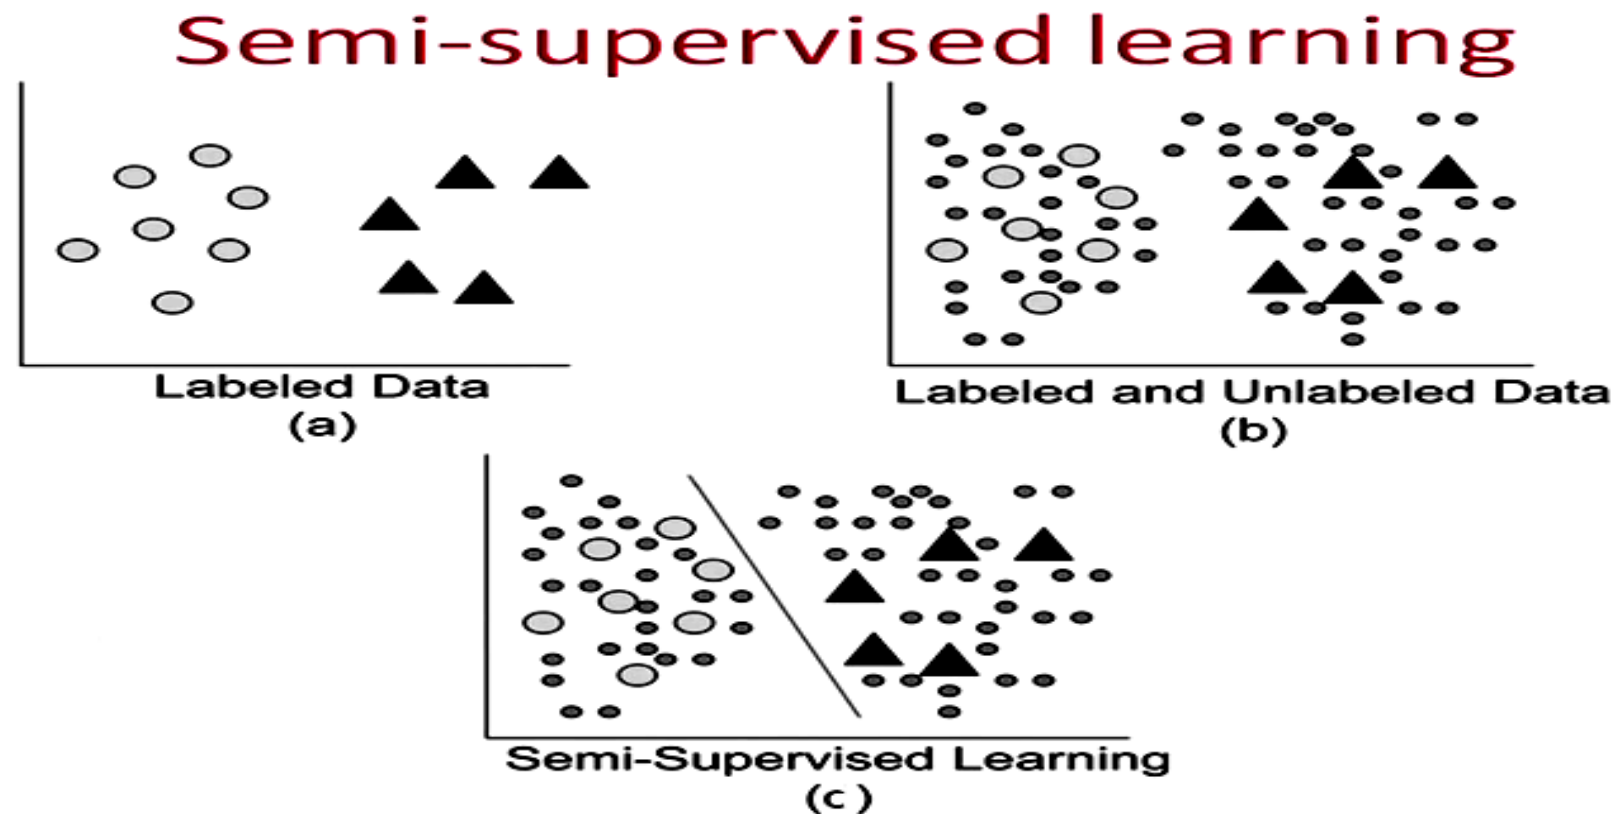 Semi-supervised learning
Labeled Data
(a)
Labeled and Unlabeled Data
(b)
Semi-Supervised Learning
(c )